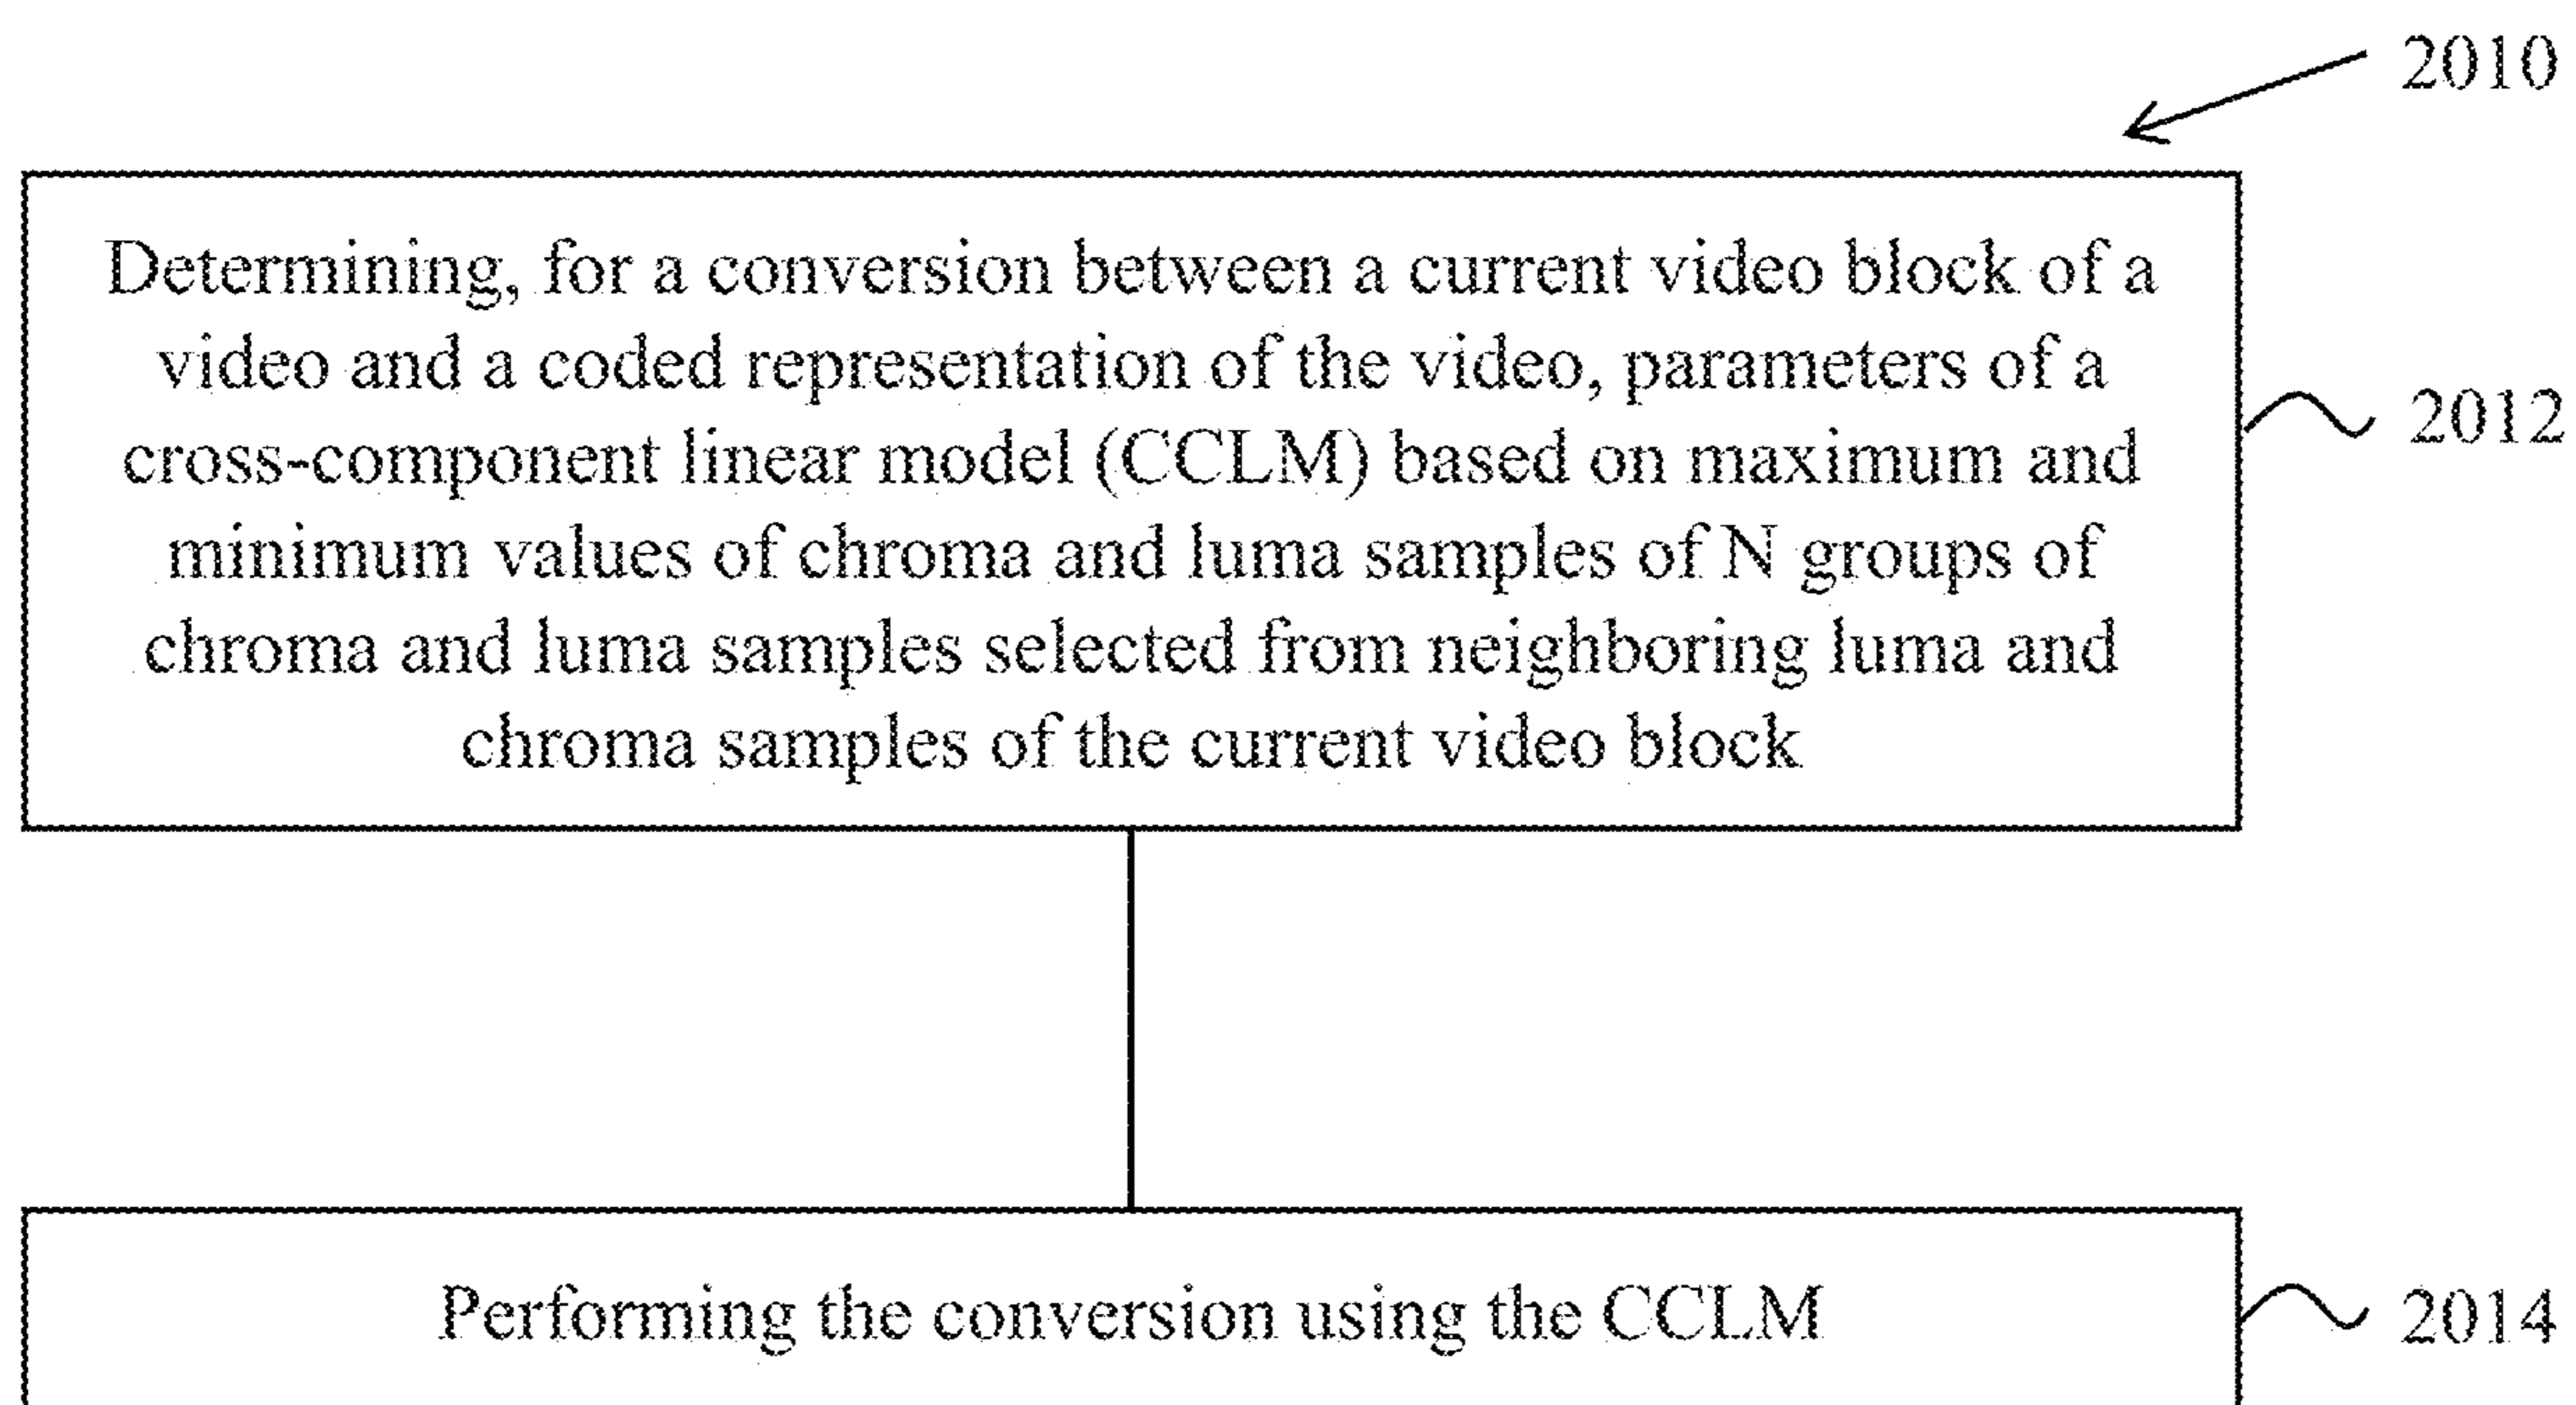 2010
Determining, for a conversion between a current video block of a
video and a coded representation of the video, parameters of a
cross-component linear model (CCLM) based on maximum and
minimum values of chroma and luma samples of N groups of
chroma and luma samples selected from neighboring luma and
chroma samples of the current video block
2012
Performing the conversion using the CCLM
2014